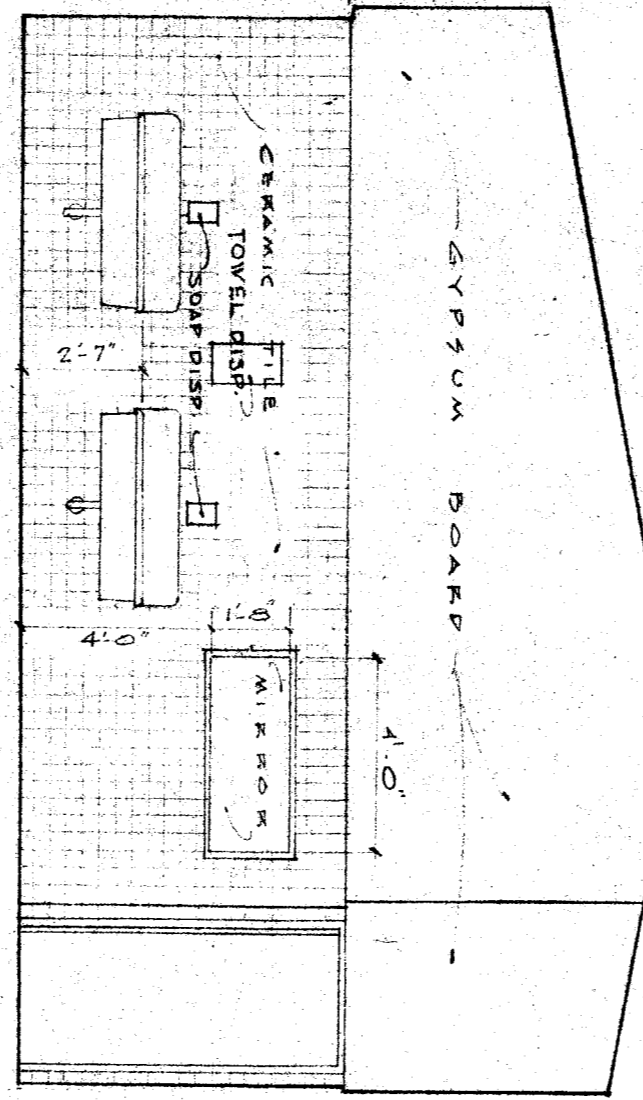 GYPSUM BOARD
4'-0"
CERAMIC TILE
TOWEL DISP.
SOAP DISP.
MIRROR
1'-8"
2'-7"
4'-0"